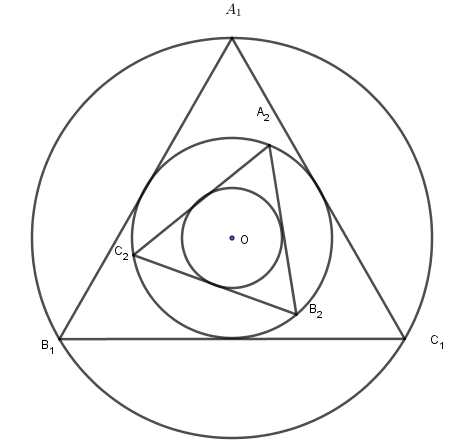 A₁
A₂
O
C₂
B₂
B₁
C₁